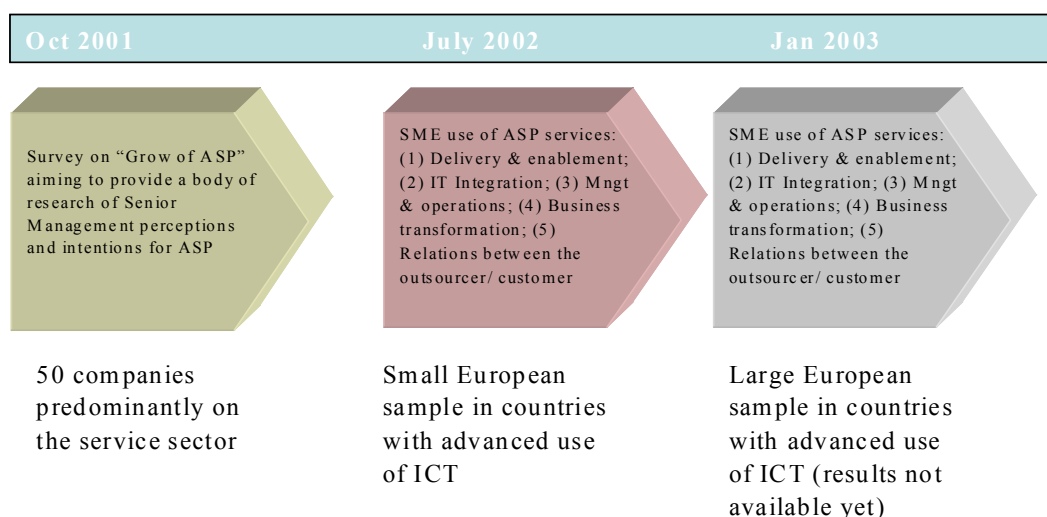 Oct 2001 July 2002 Jan 2003
Survey on “Grow of ASP”
aiming to provide a body of
research of Senior
Management perceptions
and intentions for ASP
SME use of ASP services:
(1) Delivery & enablement;
(2) IT Integration; (3) Mngt
& operations; (4) Business
transformation; (5)
Relations between the
outsourcer/ customer
SME use of ASP services:
(1) Delivery & enablement;
(2) IT Integration; (3) Mngt
& operations; (4) Business
transformation; (5)
Relations between the
outsourcer/ customer
50 companies
predominantly on
the service sector
Small European
sample in countries
with advanced use
of ICT
Large European
sample in countries
with advanced use
of ICT (results not
available yet)